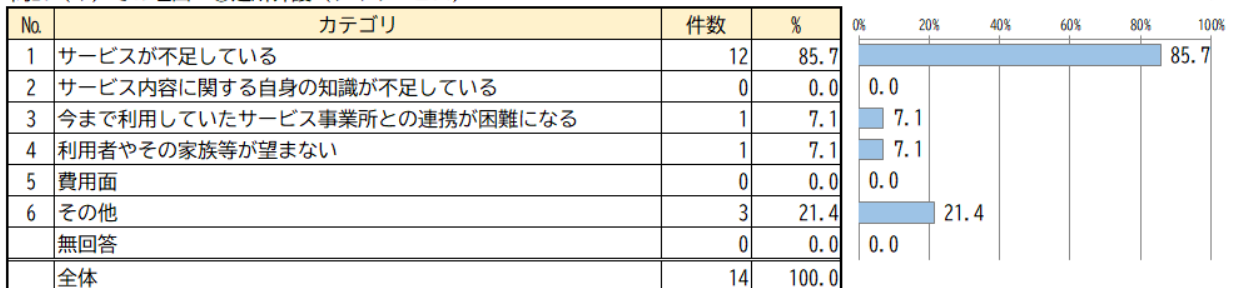 No. カテゴリ 件数 %
1 サービスが不足している 12 85.7
2 サービス内容に関する自身の知識が不足している 0 0.0
3 今まで利用していたサービス事業所との連携が困難になる 1 7.1
4 利用者やその家族等が望まない 1 7.1
5 費用面 0 0.0
6 その他 3 21.4
無回答 0 0.0
全体 14 100.0
0% 20% 40% 60% 80% 100%
85.7
0.0
7.1
7.1
0.0
21.4
0.0